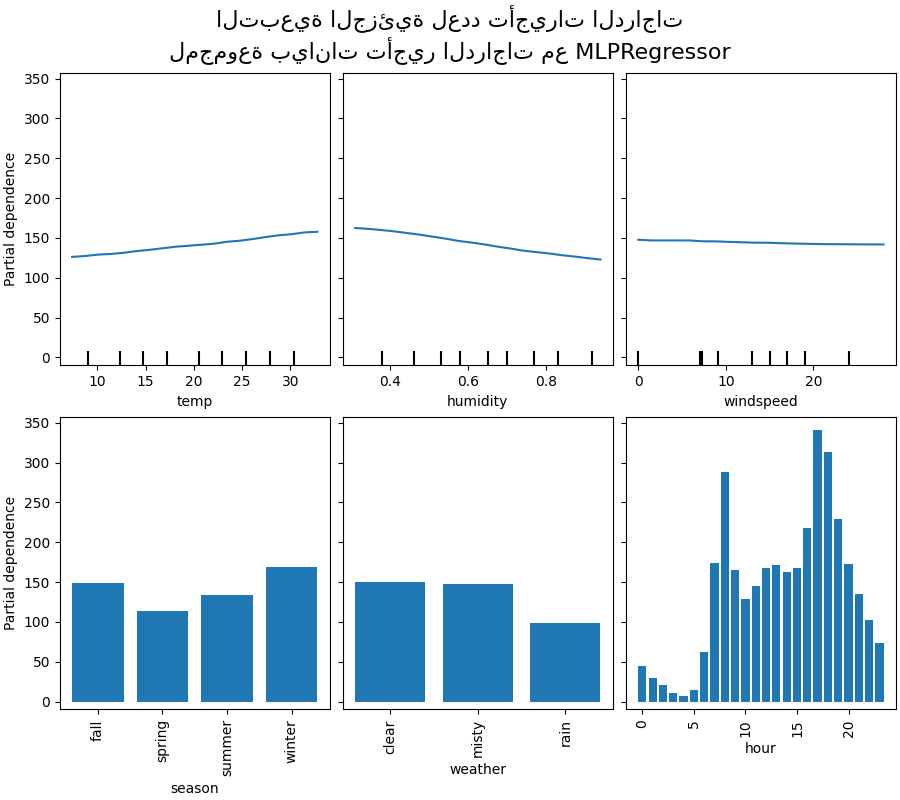 التبعية الجزئية لعدد تأجيرات الدراجات
لمجموعة بيانات تأجير الدراجات مع MLPRegressor
350
300
250
200
150
100
50
0
Partial dependence
10 15 20 25 30
temp
0.4 0.6 0.8
humidity
0 10 20
windspeed
350
300
250
200
150
100
50
0
Partial dependence
fall spring summer winter
season
clear misty rain
weather
0 5 10 15 20
hour